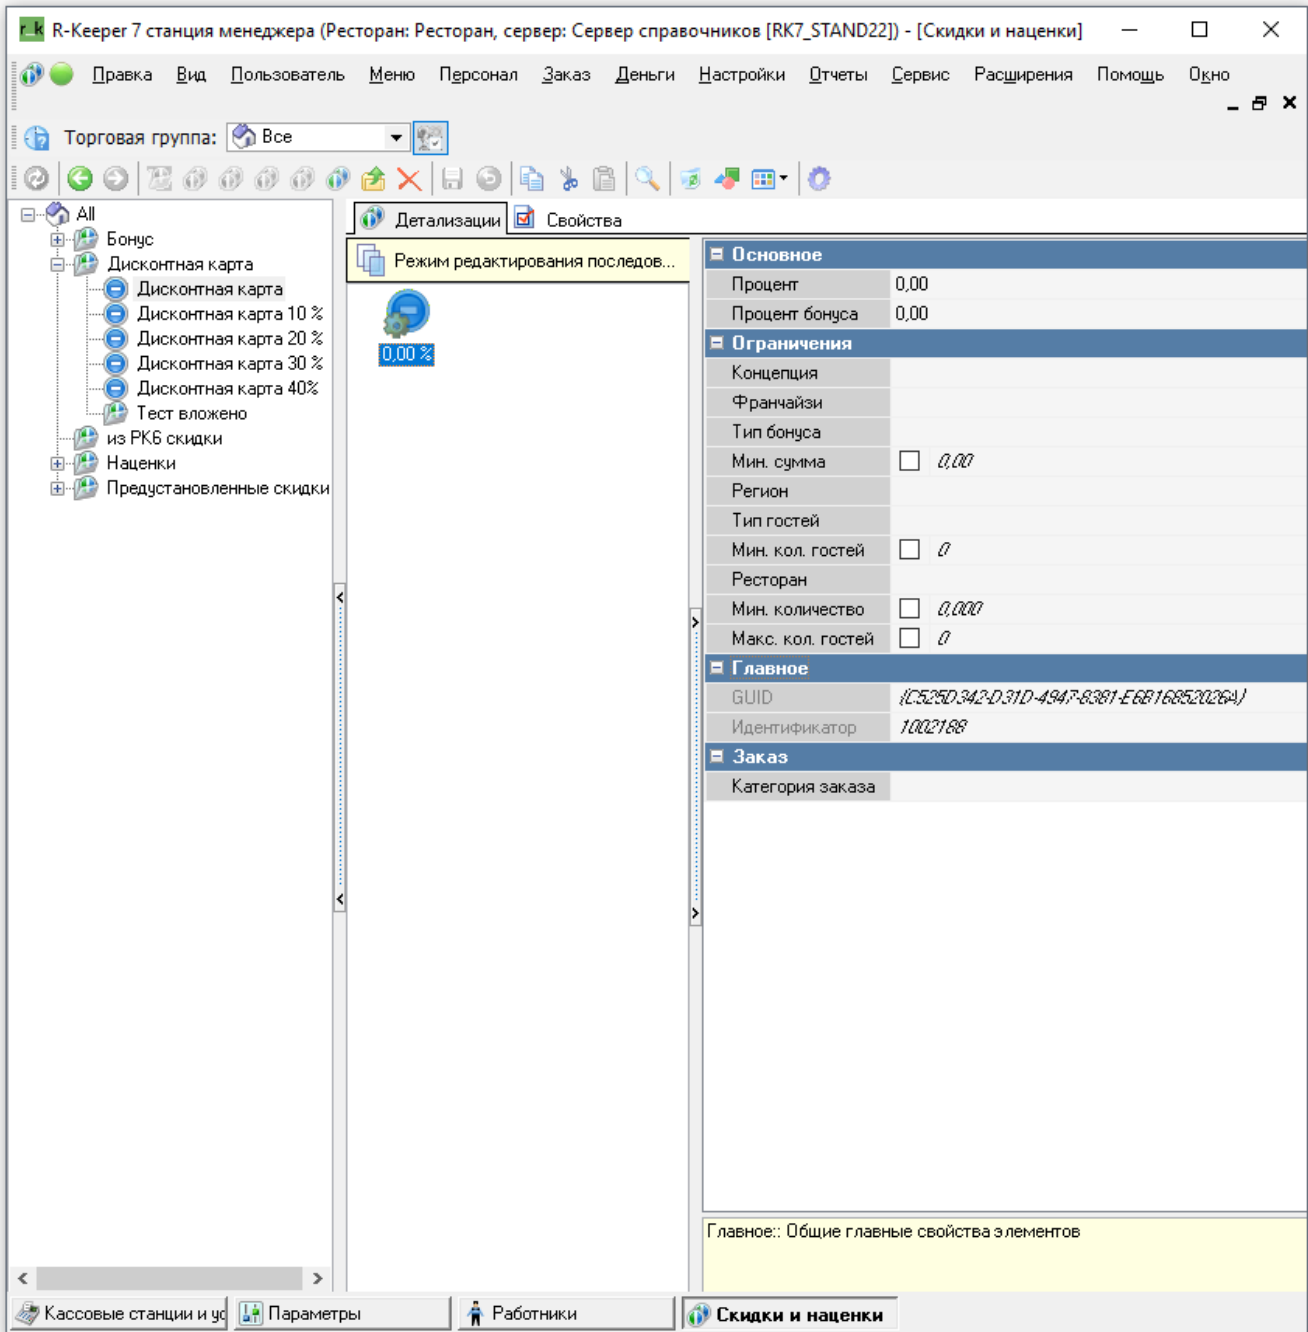 R-Keeper 7 станция менеджера (Ресторан: Ресторан, сервер: Сервер справочников [RK7_STAND22]) - [Скидки и наценки]
Правка Вид Пользователь Меню Персонал Заказ Деньги Настройки Отчеты Сервис Расширения Помощь Окно
Торговая группа: Все
All
Бонус
Дисконтная карта
Дисконтная карта
Дисконтная карта 10 %
Дисконтная карта 20 %
Дисконтная карта 30 %
Дисконтная карта 40%
Тест вложено
из РК6 скидки
Наценки
Предустановленные скидки
Детализации Свойства
Режим редактирования последов...
0,00 %
Основное
Процент 0,00
Процент бонуса 0,00
Ограничения
Концепция
Франчайзи
Тип бонуса
Мин. сумма 0,00
Регион
Тип гостей
Мин. кол. гостей 0
Ресторан
Мин. количество 0,000
Макс. кол. гостей 0
Главное
GUID {C525D342-D31D-4947-8381-E6B16852026A}
Идентификатор 1002188
Заказ
Категория заказа
Главное:: Общие главные свойства элементов
Кассовые станции и ус Параметры Работники Скидки и наценки